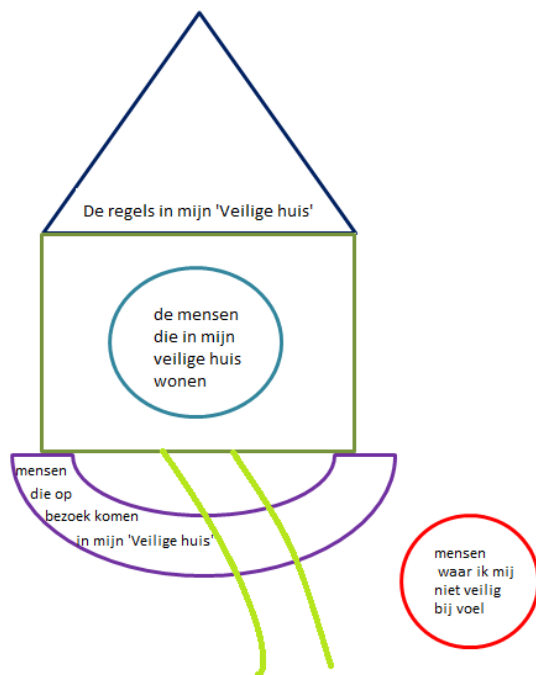 De regels in mijn 'Veilige huis'
de mensen
die in mijn
veilige huis
wonen
mensen
die op
bezoek komen
in mijn 'Veilige huis'
mensen
waar ik mij
niet veilig
bij voel